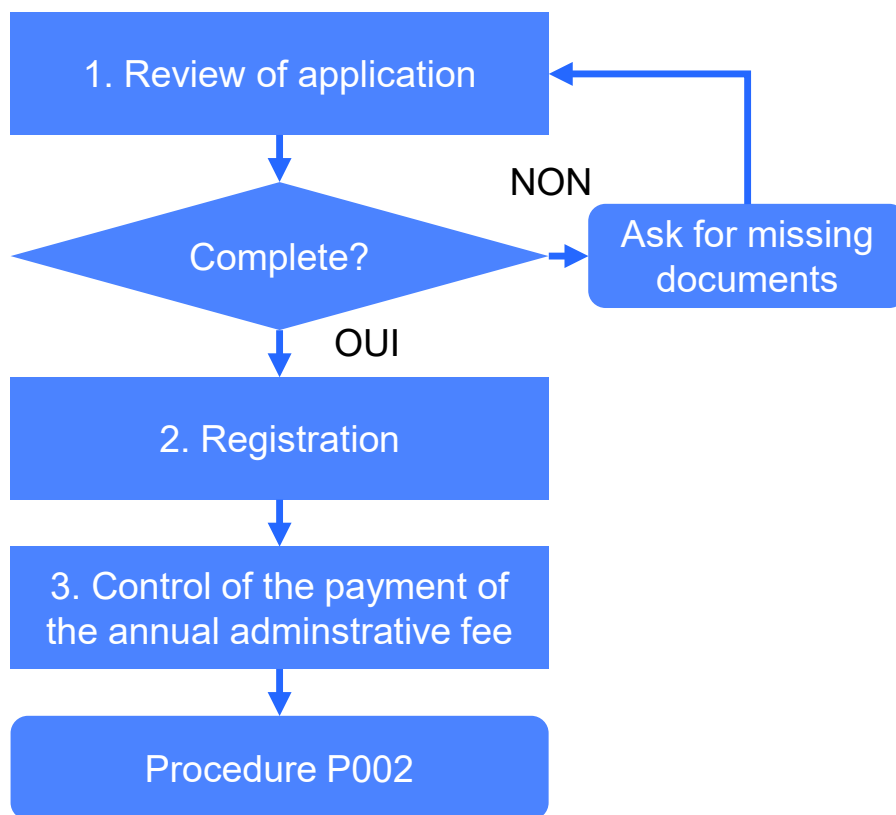 1. Review of application
NON
Ask for missing
documents
Complete?
OUI
2. Registration
3. Control of the payment of
the annual adminstrative fee
Procedure P002